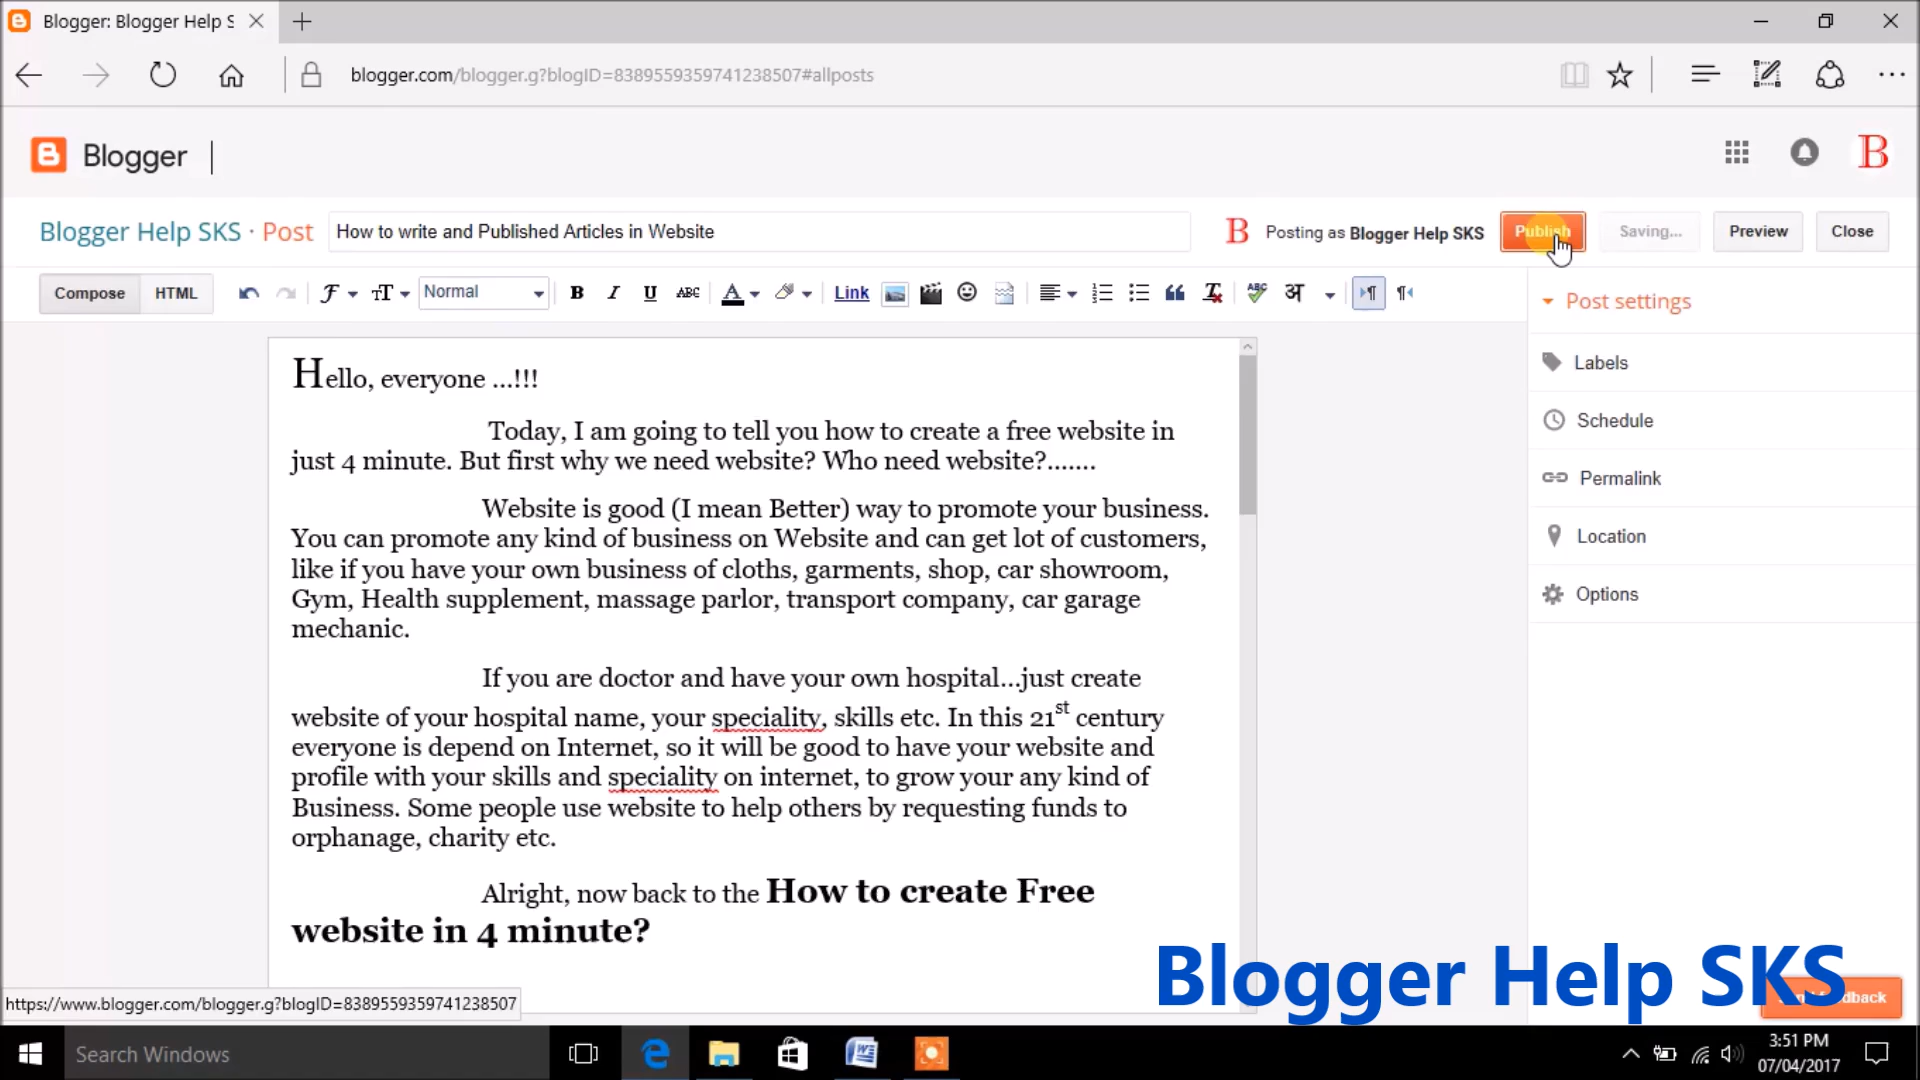 Blogger: Blogger Help S
blogger.com/blogger.g?blogID=8389559359741238507#allposts
Blogger
B
Blogger Help SKS · Post
How to write and Published Articles in Website
B Posting as Blogger Help SKS
Publish
Saving...
Preview
Close
Compose
HTML
Normal
B I U ABC A
Link
ABC
अ
Post settings
Labels
Schedule
Permalink
Location
Options
Hello, everyone ...!!!
Today, I am going to tell you how to create a free website in
just 4 minute. But first why we need website? Who need website?.......
Website is good (I mean Better) way to promote your business.
You can promote any kind of business on Website and can get lot of customers,
like if you have your own business of cloths, garments, shop, car showroom,
Gym, Health supplement, massage parlor, transport company, car garage
mechanic.
If you are doctor and have your own hospital...just create
website of your hospital name, your speciality, skills etc. In this 21st century
everyone is depend on Internet, so it will be good to have your website and
profile with your skills and speciality on internet, to grow your any kind of
Business. Some people use website to help others by requesting funds to
orphanage, charity etc.
Alright, now back to the How to create Free
website in 4 minute?
Blogger Help SKS
https://www.blogger.com/blogger.g?blogID=8389559359741238507
Search Windows
3:51 PM
07/04/2017